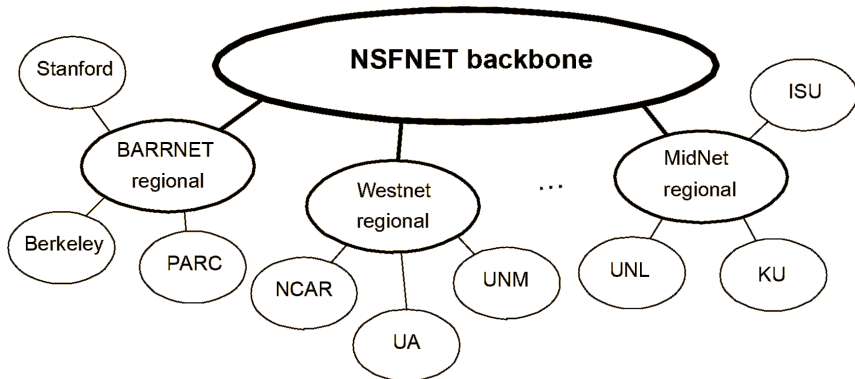 NSFNET backbone
Stanford
ISU
BARRNET
regional
MidNet
regional
Westnet
regional
...
Berkeley
PARC
NCAR
UNM
UNL
KU
UA